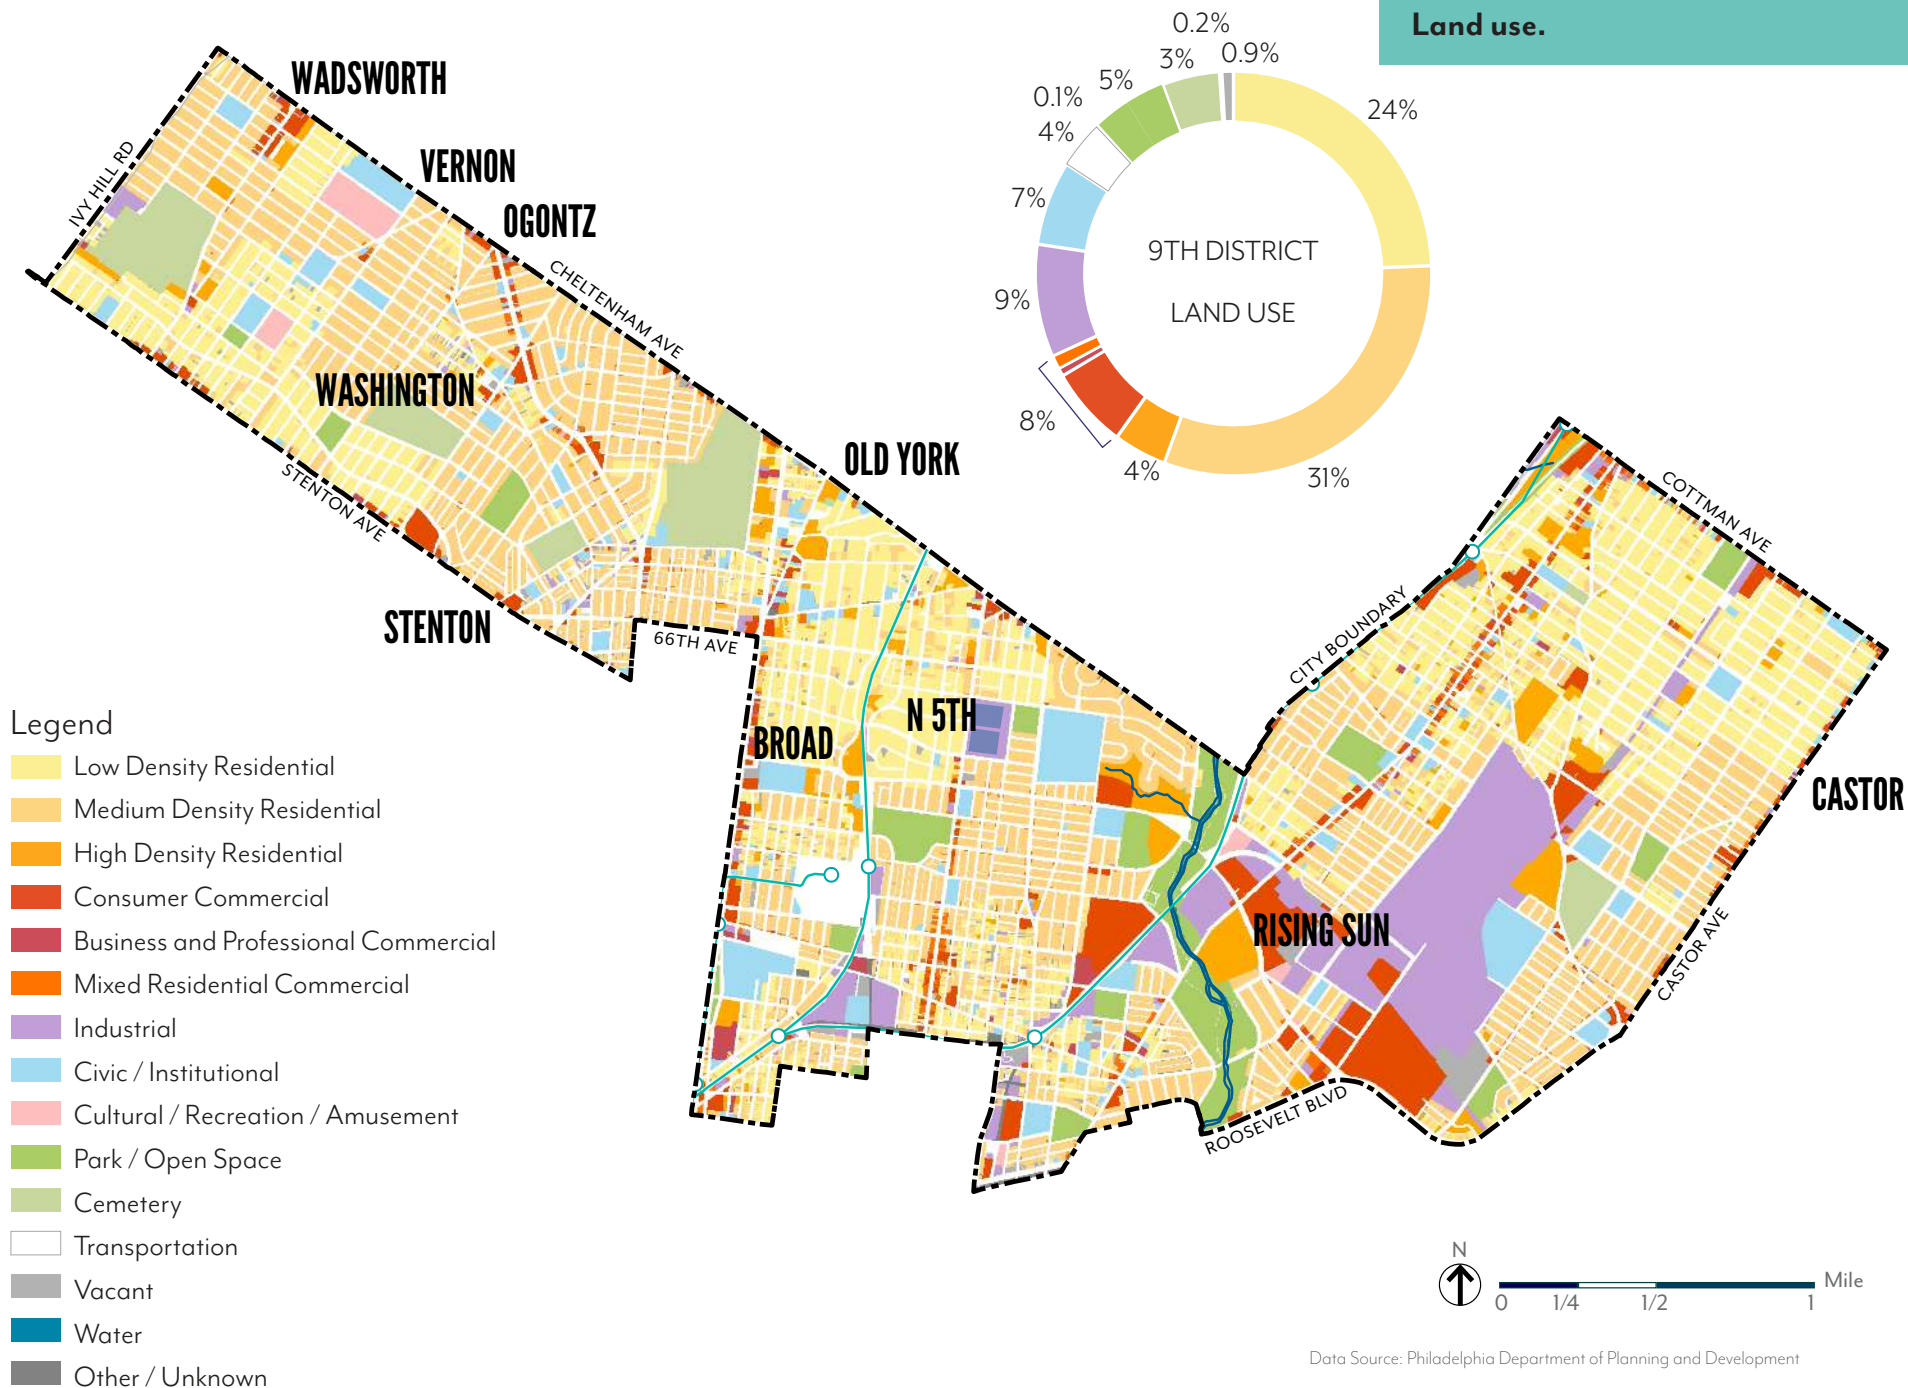 Land use.
0.2%
3%
0.9%
5%
0.1%
4%
24%
7%
9%
8%
4%
31%
9TH DISTRICT
LAND USE
WADSWORTH
VERNON
OGONTZ
IVY HILL RD
CHELTENHAM AVE
WASHINGTON
STENTON AVE
OLD YORK
STENTON
66TH AVE
N 5TH
BROAD
CITY BOUNDARY
COTTMAN AVE
CASTOR
RISING SUN
CASTOR AVE
ROOSEVELT BLVD
Legend
Low Density Residential
Medium Density Residential
High Density Residential
Consumer Commercial
Business and Professional Commercial
Mixed Residential Commercial
Industrial
Civic / Institutional
Cultural / Recreation / Amusement
Park / Open Space
Cemetery
Transportation
Vacant
Water
Other / Unknown
N
Mile
0 1/4 1/2 1
Data Source: Philadelphia Department of Planning and Development